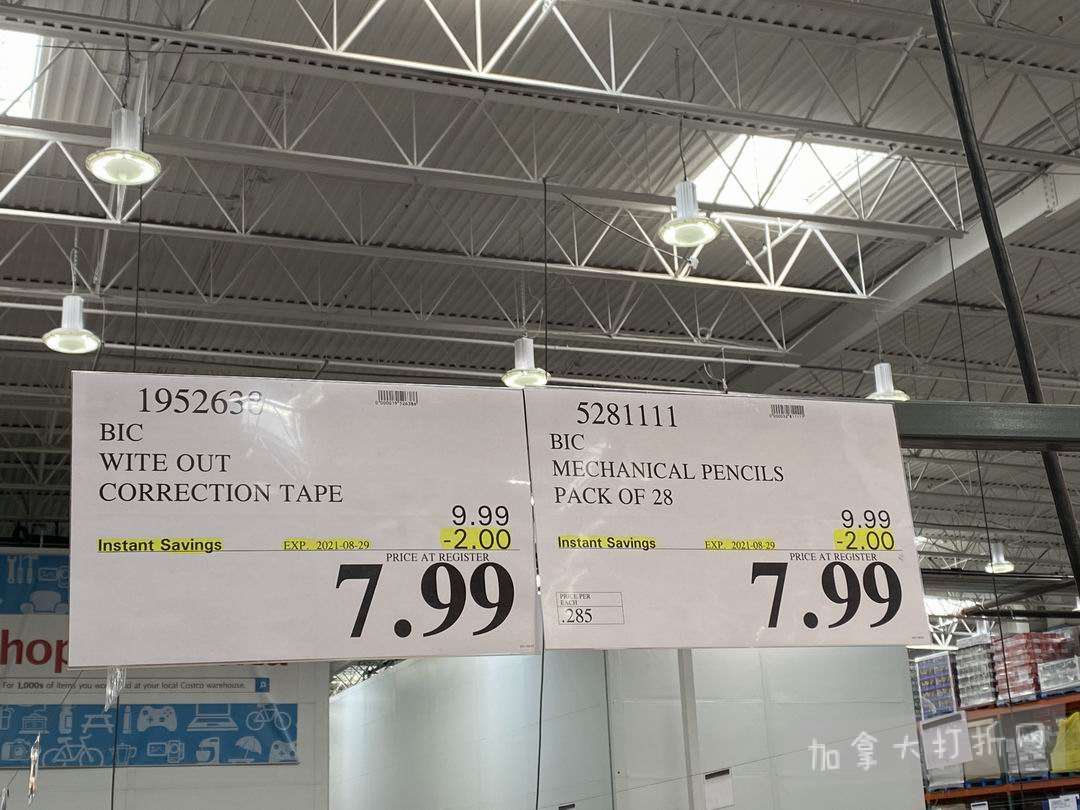 1952638
BIC
WITE OUT
CORRECTION TAPE
9.99
Instant Savings EXP. 2021-08-29 -2.00
PRICE AT REGISTER
7.99
5281111
BIC
MECHANICAL PENCILS
PACK OF 28
9.99
Instant Savings EXP. 2021-08-29 -2.00
PRICE AT REGISTER
PRICE PER
EACH
.285
7.99
hop
For 1,000s of items you won't find at your local Costco warehouse.
加拿大打折网